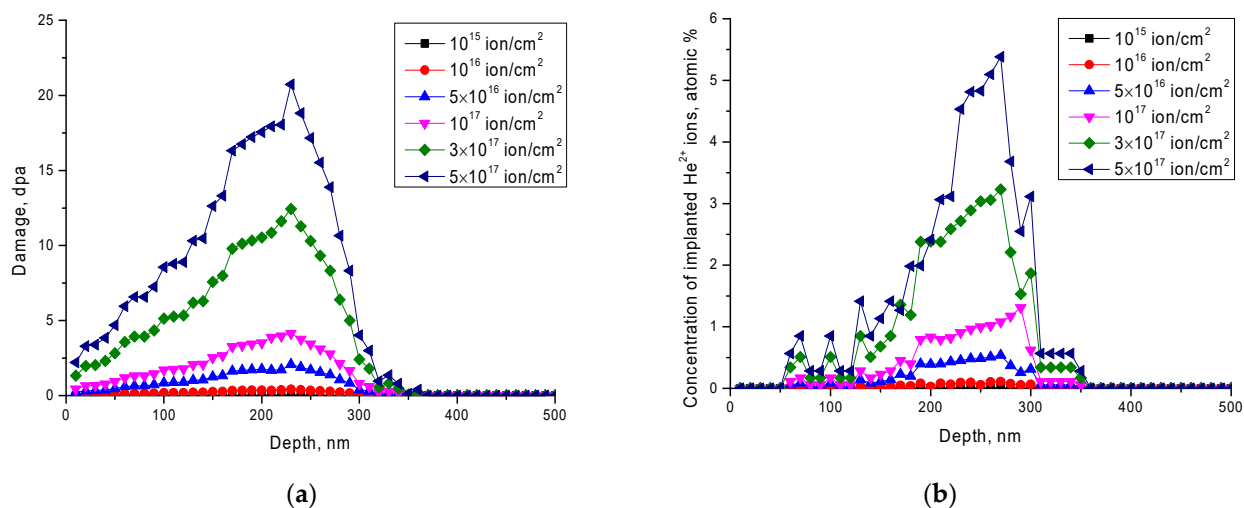 25
20
15
10
5
0
Damage, dpa
10¹⁵ ion/cm²
10¹⁶ ion/cm²
5×10¹⁶ ion/cm²
10¹⁷ ion/cm²
3×10¹⁷ ion/cm²
5×10¹⁷ ion/cm²
0 100 200 300 400 500
Depth, nm
(a)
6
5
4
3
2
1
0
Concentration of implanted He²⁺ ions, atomic %
10¹⁵ ion/cm²
10¹⁶ ion/cm²
5×10¹⁶ ion/cm²
10¹⁷ ion/cm²
3×10¹⁷ ion/cm²
5×10¹⁷ ion/cm²
0 100 200 300 400 500
Depth, nm
(b)